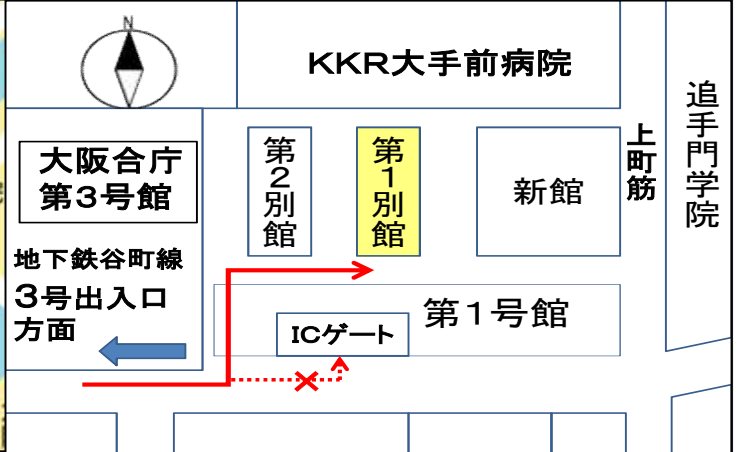 N
KKR大手前病院
追手門学院
上町筋
大阪合庁
第3号館
第2別館
第1別館
新館
地下鉄谷町線
3号出入口
方面
第1号館
ICゲート